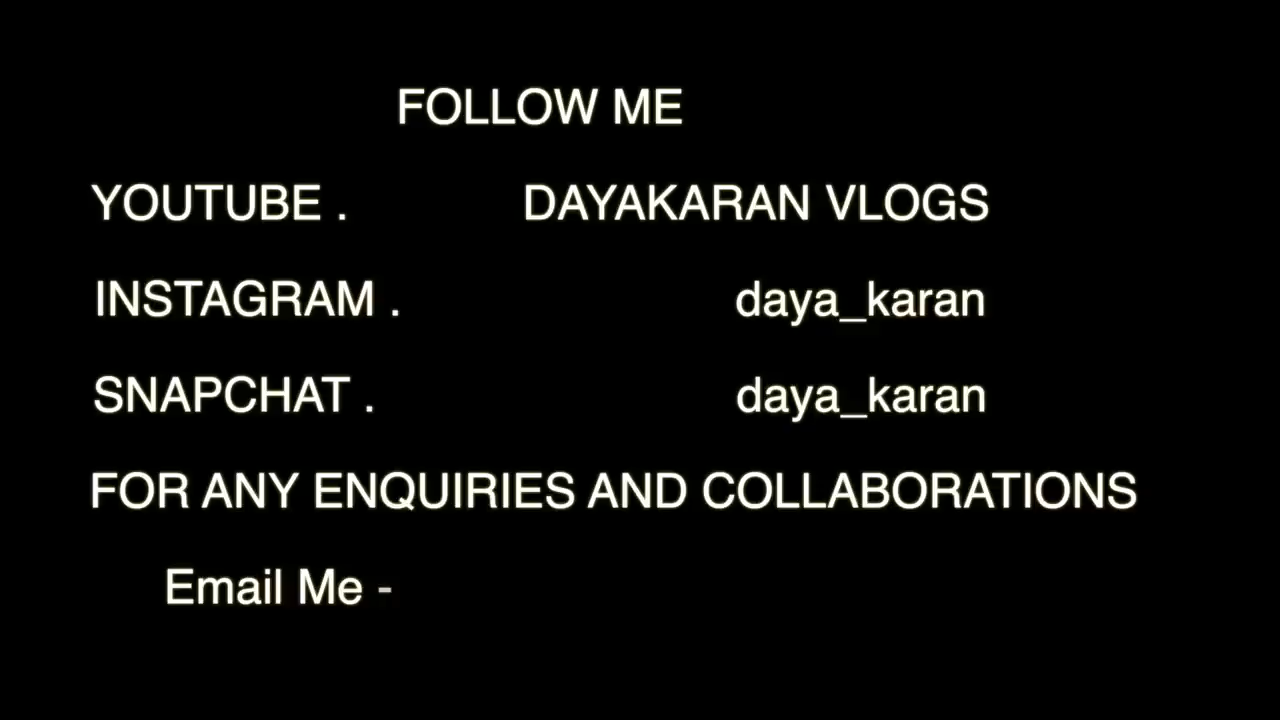 FOLLOW ME
YOUTUBE . DAYAKARAN VLOGS
INSTAGRAM . daya_karan
SNAPCHAT . daya_karan
FOR ANY ENQUIRIES AND COLLABORATIONS
Email Me -